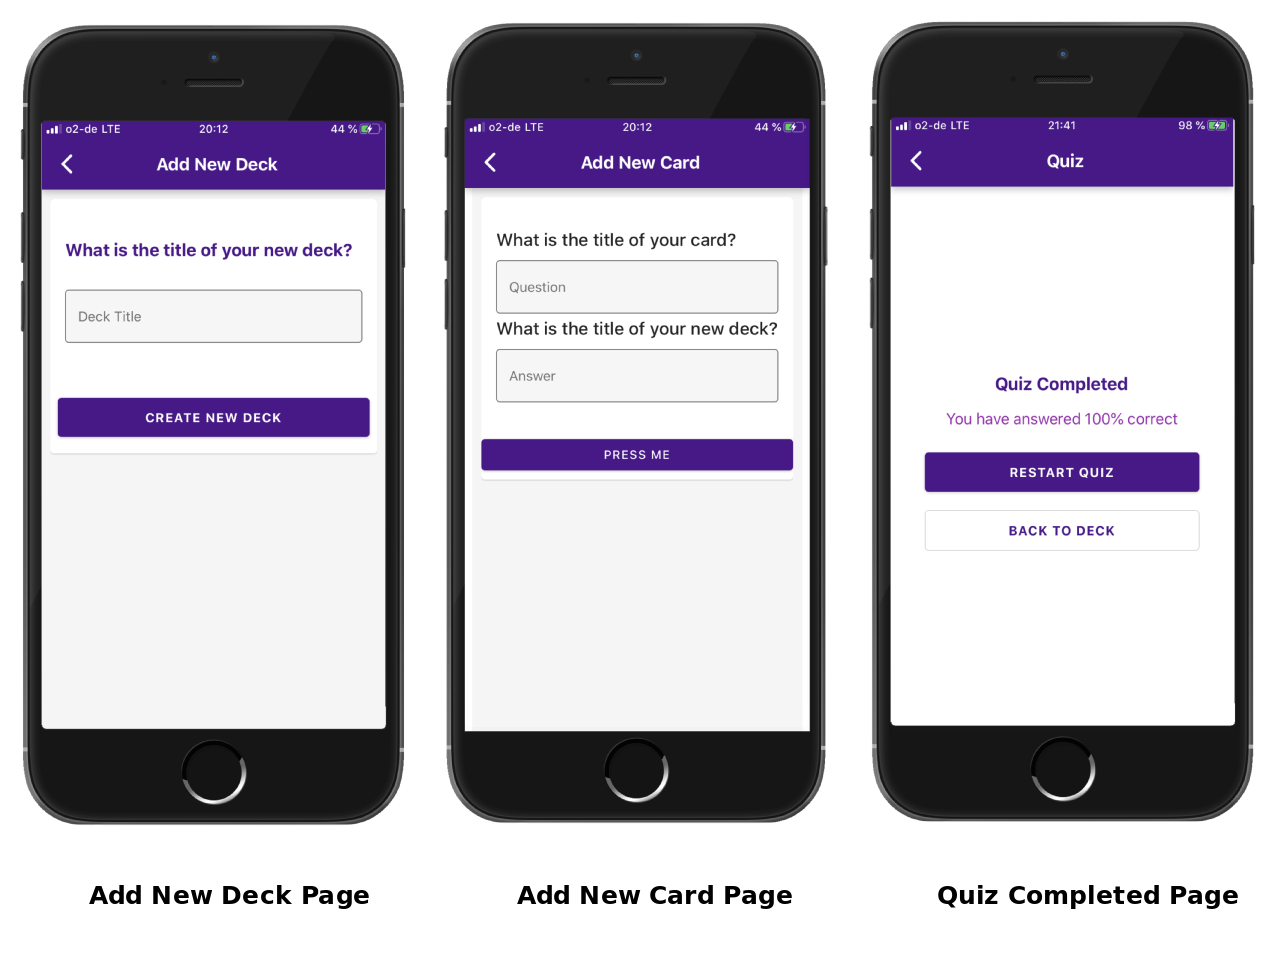 o2-de LTE 20:12 44 %
Add New Deck
What is the title of your new deck?
Deck Title
CREATE NEW DECK
Add New Deck Page
o2-de LTE 20:12 44 %
Add New Card
What is the title of your card?
Question
What is the title of your new deck?
Answer
PRESS ME
Add New Card Page
o2-de LTE 21:41 98 %
Quiz
Quiz Completed
You have answered 100% correct
RESTART QUIZ
BACK TO DECK
Quiz Completed Page